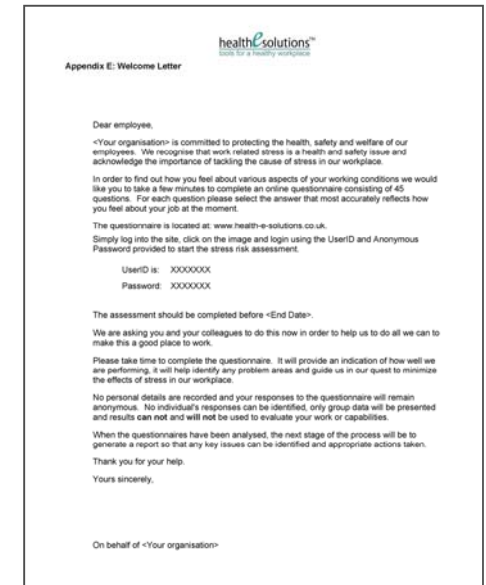 healthesolutions™
tools for a healthy workplace
Appendix E: Welcome Letter
Dear employee,
<Your organisation> is committed to protecting the health, safety and welfare of our
employees. We recognise that work related stress is a health and safety issue and
acknowledge the importance of tackling the cause of stress in our workplace.
In order to find out how you feel about various aspects of your working conditions we would
like you to take a few minutes to complete an online questionnaire consisting of 45
questions. For each question please select the answer that most accurately reflects how
you feel about your job at the moment.
The questionnaire is located at: www.health-e-solutions.co.uk.
Simply log into the site, click on the image and login using the UserID and Anonymous
Password provided to start the stress risk assessment.
UserID is: XXXXXXX
Password: XXXXXXX
The assessment should be completed before <End Date>.
We are asking you and your colleagues to do this now in order to help us to do all we can to
make this a good place to work.
Please take time to complete the questionnaire. It will provide an indication of how well we
are performing, it will help identify any problem areas and guide us in our quest to minimize
the effects of stress in our workplace.
No personal details are recorded and your responses to the questionnaire will remain
anonymous. No individual's responses can be identified, only group data will be presented
and results can not and will not be used to evaluate your work or capabilities.
When the questionnaires have been analysed, the next stage of the process will be to
generate a report so that any key issues can be identified and appropriate actions taken.
Thank you for your help.
Yours sincerely,
On behalf of <Your organisation>